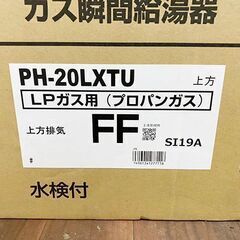 ガス瞬間給湯器
PH-20LXTU 上方
LPガス用(プロパンガス)
上方排気 FF SI19A
水検付